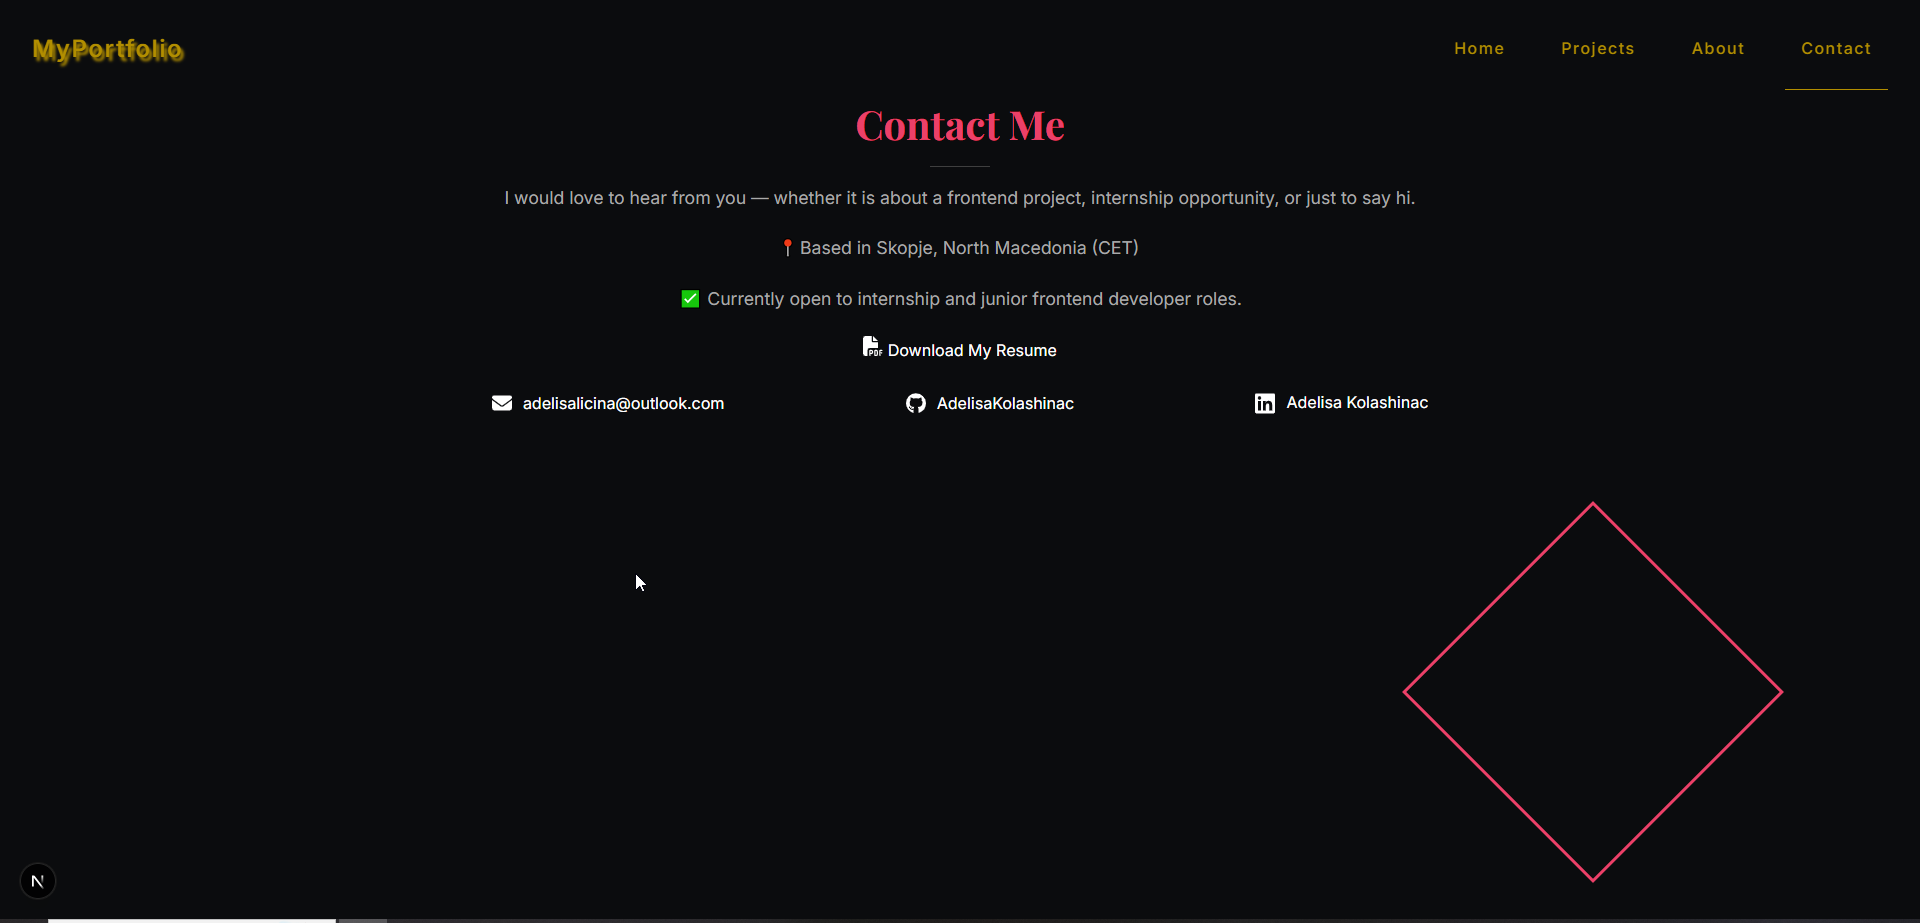 MyPortfolio
Home Projects About Contact
Contact Me
I would love to hear from you — whether it is about a frontend project, internship opportunity, or just to say hi.
📍 Based in Skopje, North Macedonia (CET)
✅ Currently open to internship and junior frontend developer roles.
PDF Download My Resume
adelisalicina@outlook.com AdelisaKolashinac in Adelisa Kolashinac
N